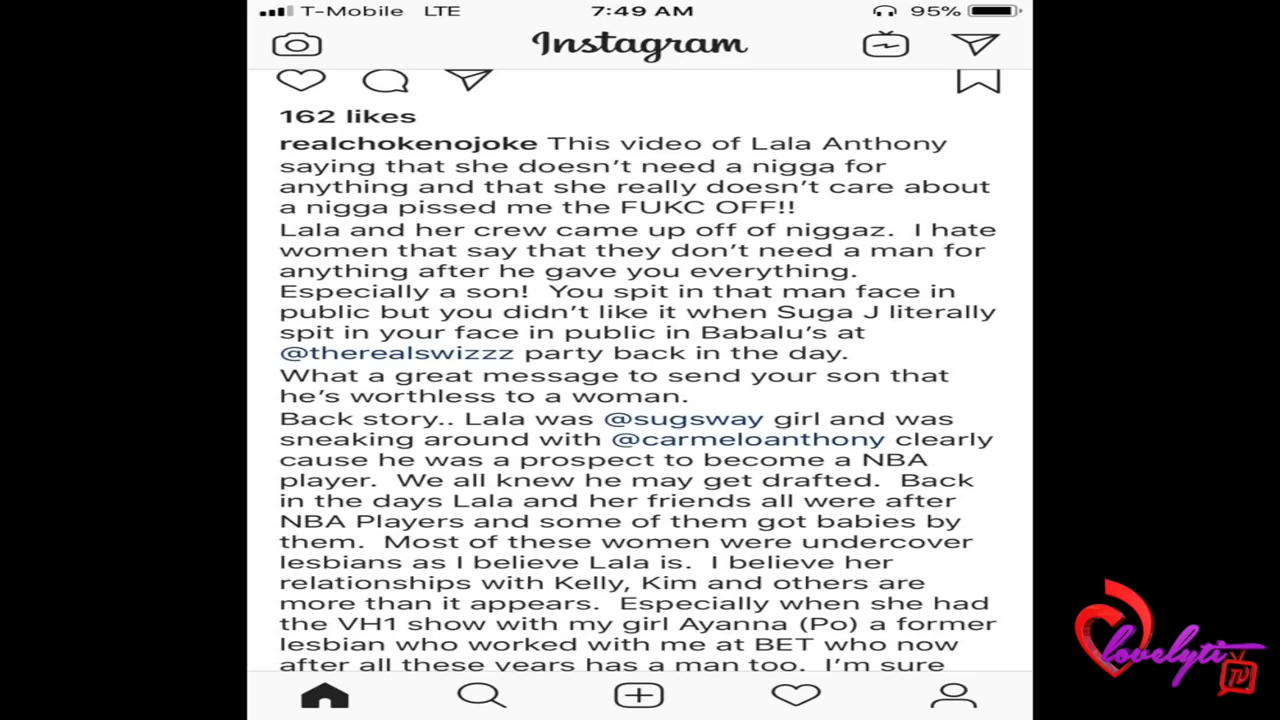 T-Mobile LTE 7:49 AM 95%
Instagram
162 likes
realchokenojoke This video of Lala Anthony
saying that she doesn't need a nigga for
anything and that she really doesn't care about
a nigga pissed me the FUKC OFF!!
Lala and her crew came up off of niggaz. I hate
women that say that they don't need a man for
anything after he gave you everything.
Especially a son! You spit in that man face in
public but you didn't like it when Suga J literally
spit in your face in public in Babalu's at
@therealswizzz party back in the day.
What a great message to send your son that
he's worthless to a woman.
Back story.. Lala was @sugsway girl and was
sneaking around with @carmeloanthony clearly
cause he was a prospect to become a NBA
player. We all knew he may get drafted. Back
in the days Lala and her friends all were after
NBA Players and some of them got babies by
them. Most of these women were undercover
lesbians as I believe Lala is. I believe her
relationships with Kelly, Kim and others are
more than it appears. Especially when she had
the VH1 show with my girl Ayanna (Po) a former
lesbian who worked with me at BET who now
after all these years has a man too. I'm sure
lovelyti
TV